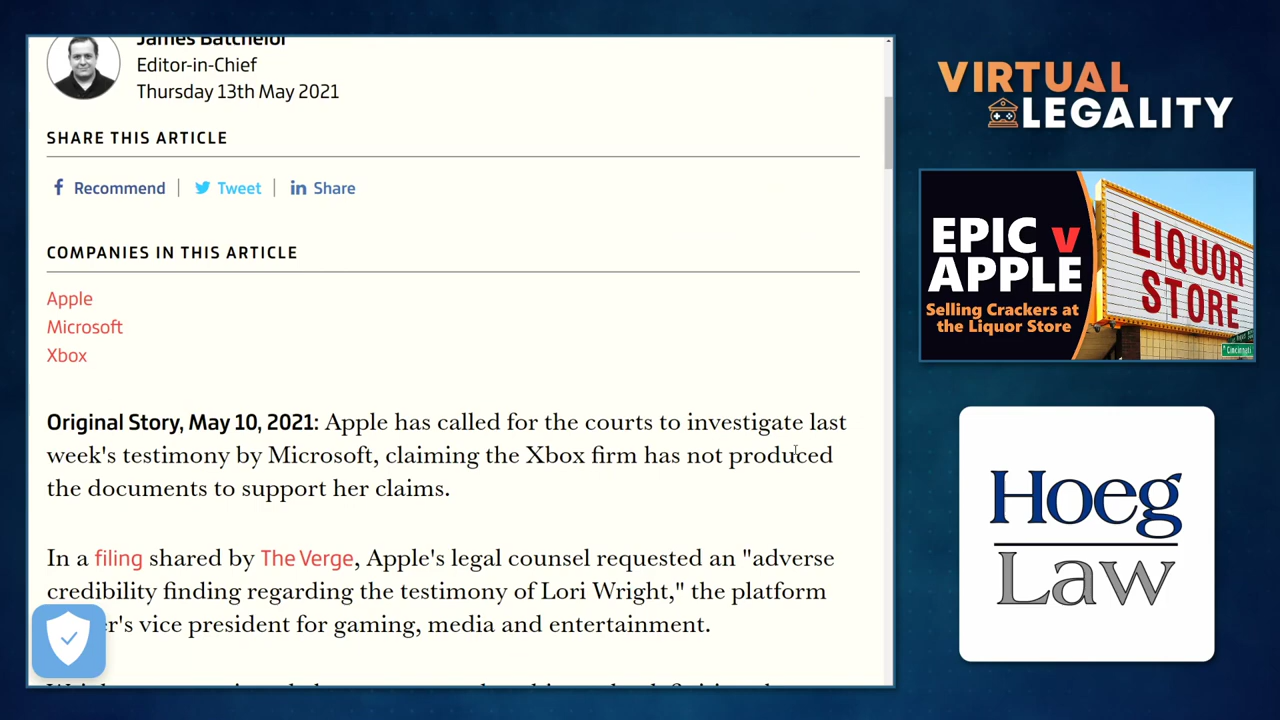 James Batchelor
Editor-in-Chief
Thursday 13th May 2021
SHARE THIS ARTICLE
Recommend
Tweet
Share
COMPANIES IN THIS ARTICLE
Apple
Microsoft
Xbox
Original Story, May 10, 2021: Apple has called for the courts to investigate last
week's testimony by Microsoft, claiming the Xbox firm has not produced
the documents to support her claims.
In a filing shared by The Verge, Apple's legal counsel requested an "adverse
credibility finding regarding the testimony of Lori Wright," the platform
er's vice president for gaming, media and entertainment.
VIRTUAL
LEGALITY
EPIC v
APPLE
Selling Crackers at
the Liquor Store
LIQUOR
STORE
Cincinnati
Hoeg
Law